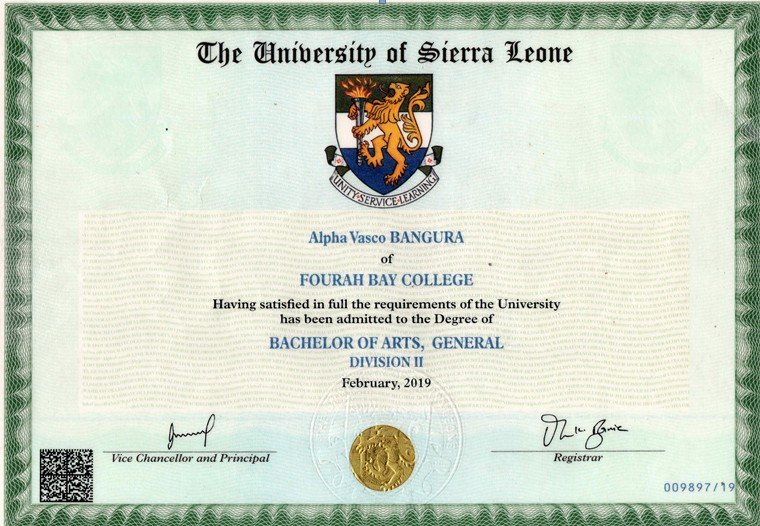 The University of Sierra Leone
UNITY·SERVICE·LEARNING
Alpha Vasco BANGURA
of
FOURAH BAY COLLEGE
Having satisfied in full the requirements of the University
has been admitted to the Degree of
BACHELOR OF ARTS, GENERAL
DIVISION II
February, 2019
Vice Chancellor and Principal
Registrar
009897/19